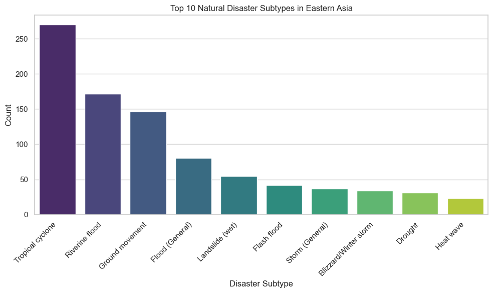 Top 10 Natural Disaster Subtypes in Eastern Asia
Count
250
200
150
100
50
0
Tropical cyclone
Riverine flood
Ground movement
Flood (General)
Landslide (wet)
Flash flood
Storm (General)
Blizzard/Winter storm
Drought
Heat wave
Disaster Subtype